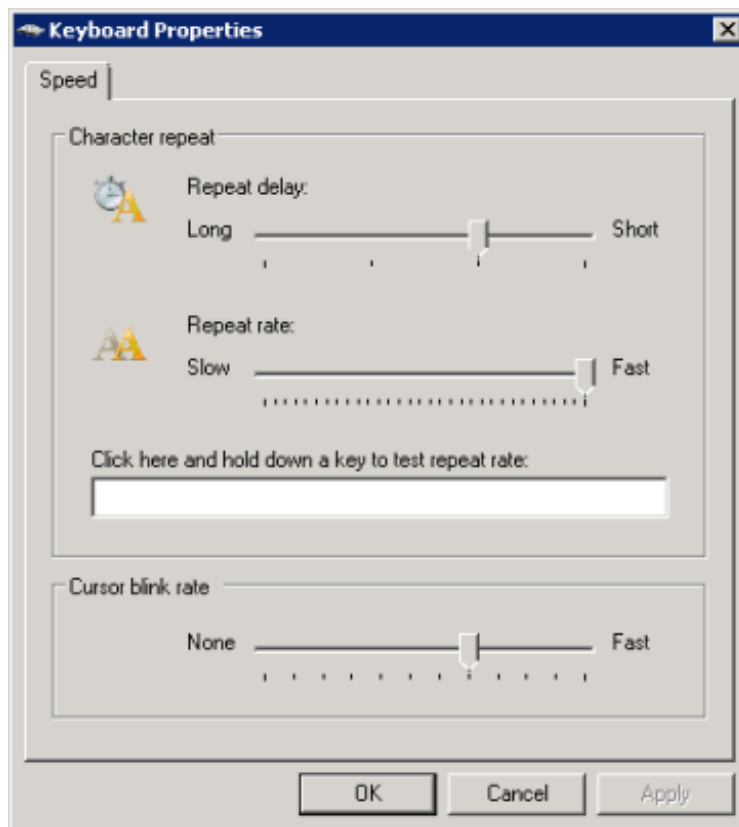 Keyboard Properties
Speed
Character repeat
Repeat delay:
Long Short
Repeat rate:
Slow Fast
Click here and hold down a key to test repeat rate:
Cursor blink rate
None Fast
OK Cancel Apply